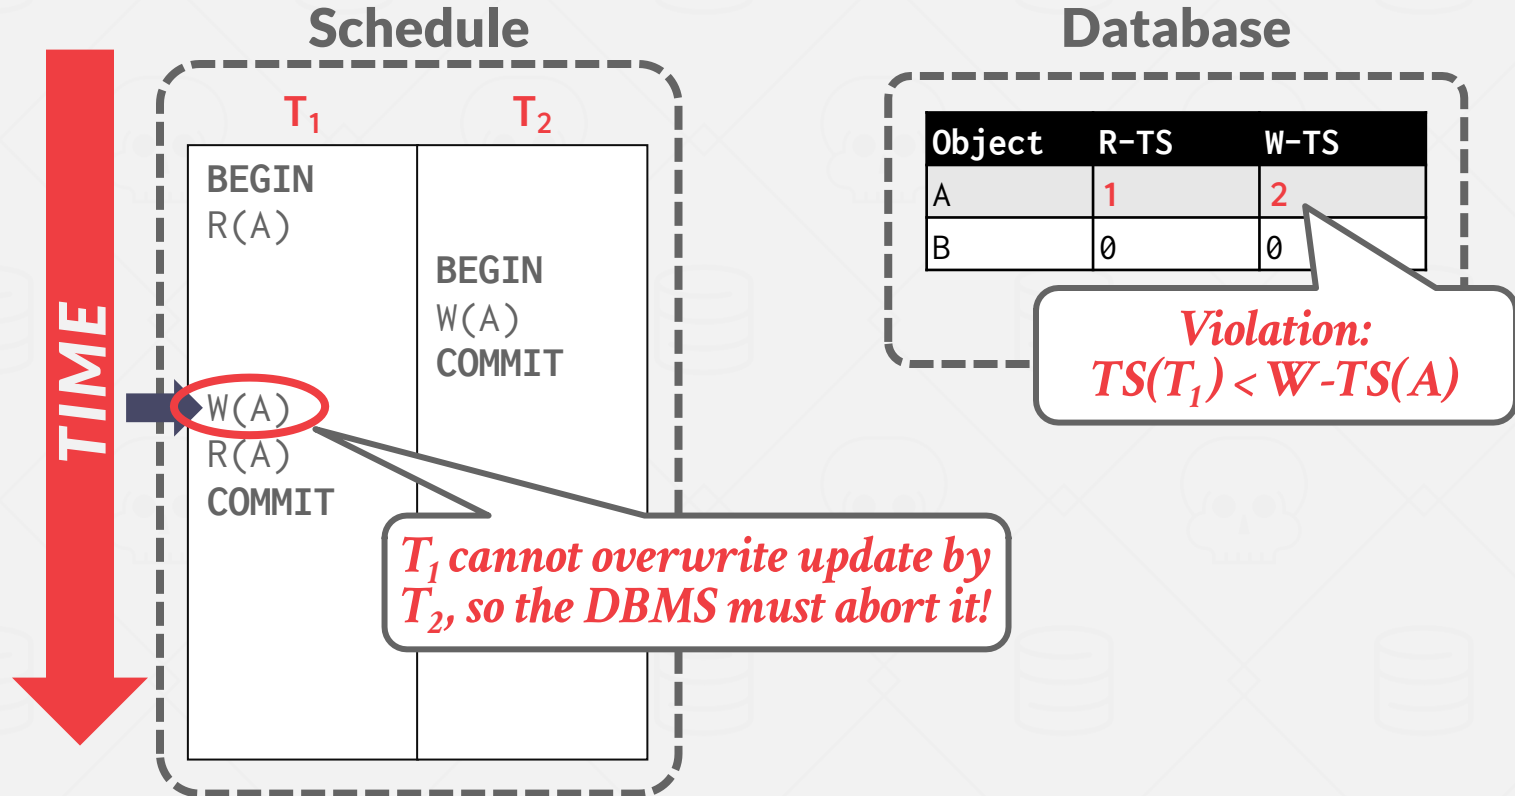 Schedule
Database
TIME
T₁ T₂
BEGIN
R(A)
BEGIN
W(A)
COMMIT
W(A)
R(A)
COMMIT
T₁ cannot overwrite update by
T₂, so the DBMS must abort it!
Object R-TS W-TS
A 1 2
B 0 0
Violation:
TS(T₁) < W-TS(A)